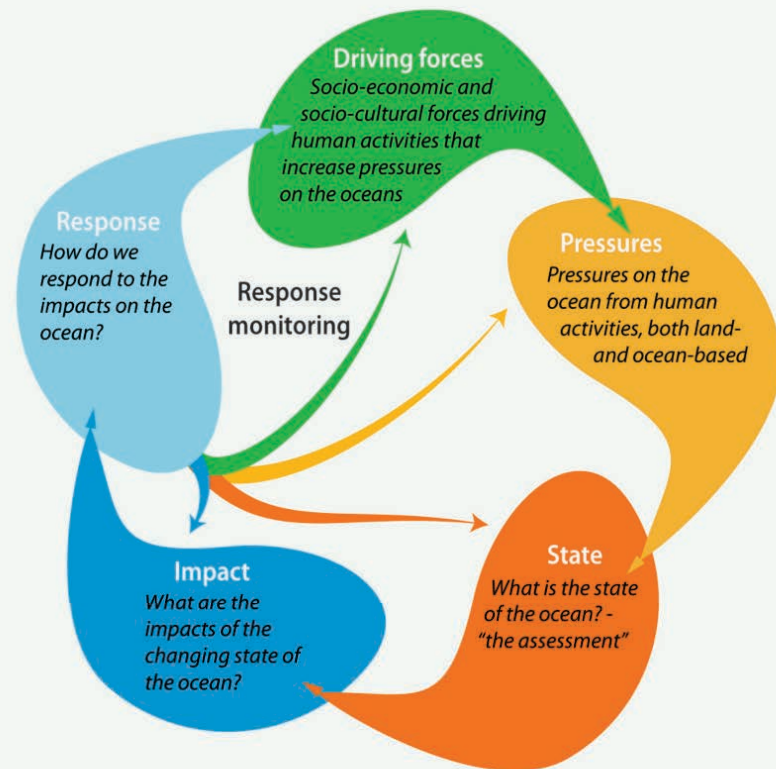 Driving forces
Socio-economic and
socio-cultural forces driving
human activities that
increase pressures
on the oceans
Response
How do we
respond to the
impacts on the
ocean?
Response
monitoring
Pressures
Pressures on the
ocean from human
activities, both land-
and ocean-based
State
What is the state
of the ocean? -
“the assessment”
Impact
What are the
impacts of the
changing state of
the ocean?